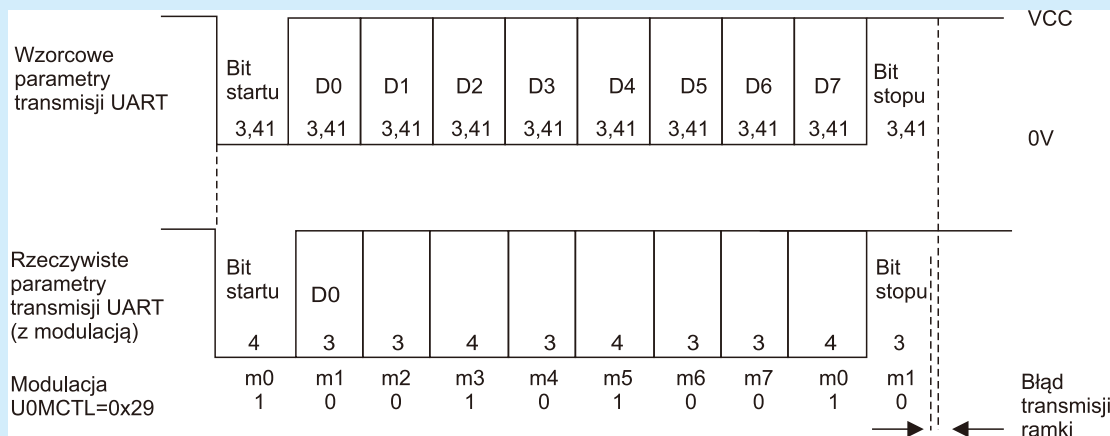 VCC
Wzorcowe
parametry
transmisji UART
Bit
startu
D0 D1 D2 D3 D4 D5 D6 D7
Bit
stopu
3,41 3,41 3,41 3,41 3,41 3,41 3,41 3,41 3,41 3,41
0V
Rzeczywiste
parametry
transmisji UART
(z modulacją)
Bit
startu
D0
Bit
stopu
4 3 3 4 3 4 3 3 4 3
Modulacja
U0MCTL=0x29
m0 m1 m2 m3 m4 m5 m6 m7 m0 m1
1 0 0 1 0 1 0 0 1 0
Błąd
transmisji
ramki